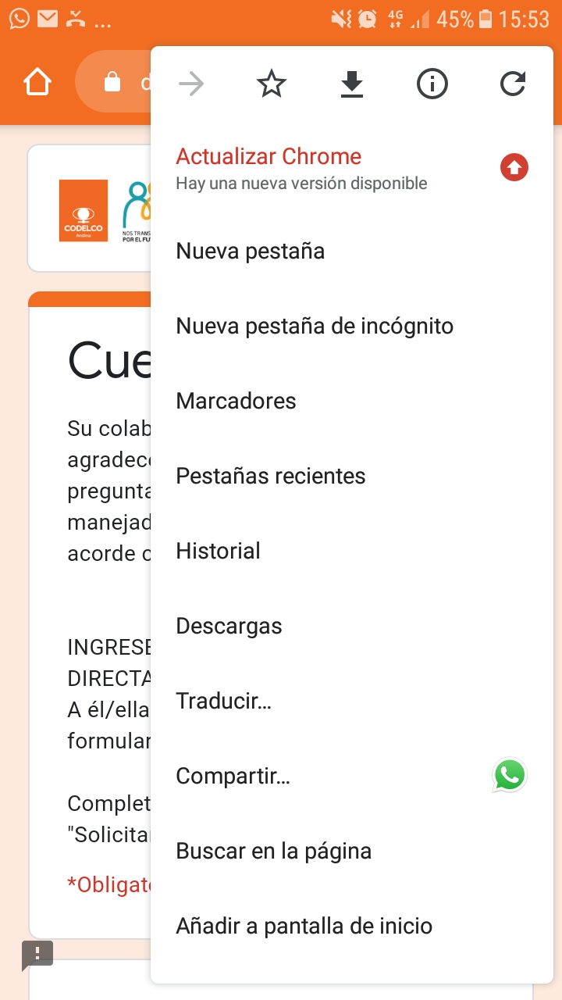 ...
4G
45%
15:53
d
Actualizar Chrome
Hay una nueva versión disponible
CODELCO
Andina
NOS TRANS
POR EL FU
Nueva pestaña
Nueva pestaña de incógnito
Cue
Marcadores
Su colab
agradec
Pestañas recientes
pregunta
manejad
acorde c
Historial
Descargas
INGRESE
DIRECTA
Traducir...
A él/ella
formular
Compartir...
Complet
"Solicita
Buscar en la página
*Obligato
Añadir a pantalla de inicio